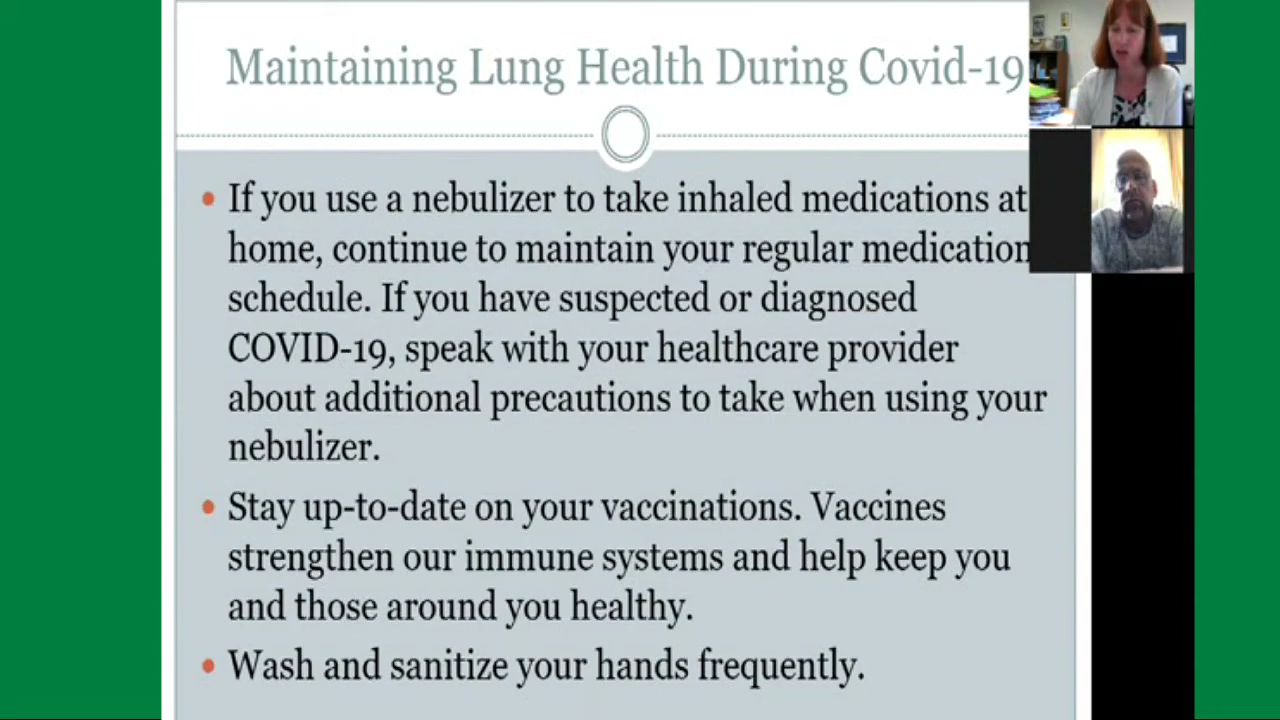 Maintaining Lung Health During Covid-19
• If you use a nebulizer to take inhaled medications at
home, continue to maintain your regular medication
schedule. If you have suspected or diagnosed
COVID-19, speak with your healthcare provider
about additional precautions to take when using your
nebulizer.
• Stay up-to-date on your vaccinations. Vaccines
strengthen our immune systems and help keep you
and those around you healthy.
• Wash and sanitize your hands frequently.